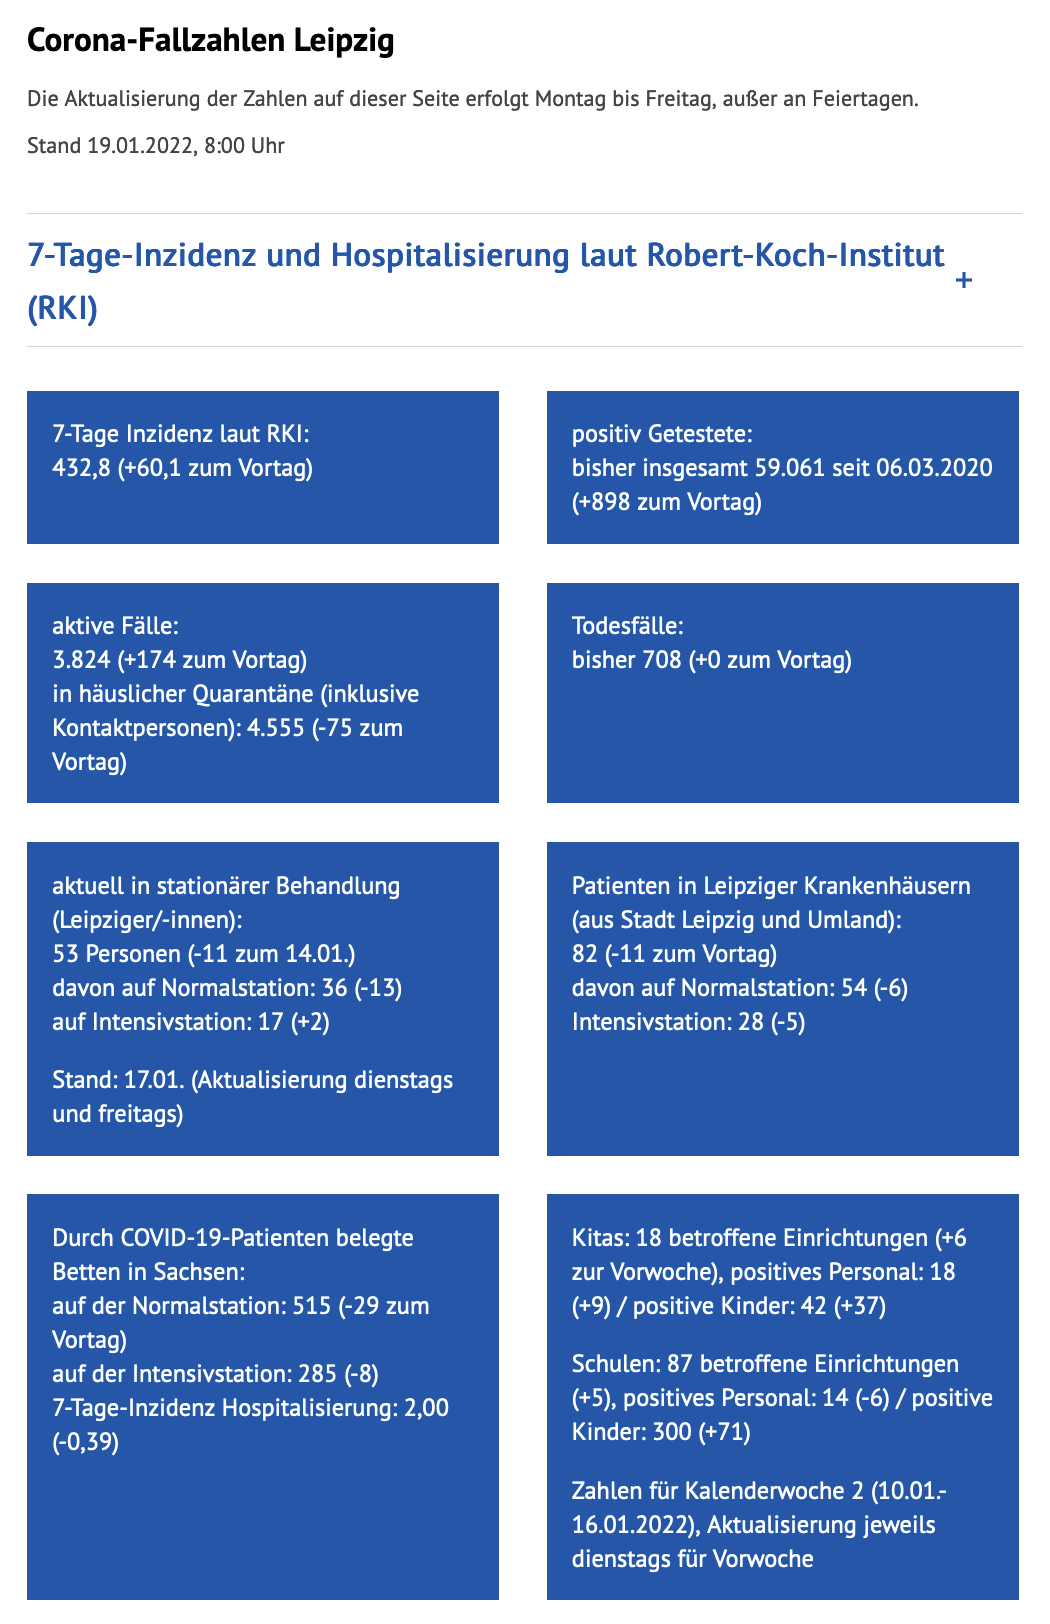 Corona-Fallzahlen Leipzig
Die Aktualisierung der Zahlen auf dieser Seite erfolgt Montag bis Freitag, außer an Feiertagen.
Stand 19.01.2022, 8:00 Uhr
7-Tage-Inzidenz und Hospitalisierung laut Robert-Koch-Institut
(RKI)
+
7-Tage Inzidenz laut RKI:
432,8 (+60,1 zum Vortag)
positiv Getestete:
bisher insgesamt 59.061 seit 06.03.2020
(+898 zum Vortag)
aktive Fälle:
3.824 (+174 zum Vortag)
in häuslicher Quarantäne (inklusive
Kontaktpersonen): 4.555 (-75 zum
Vortag)
Todesfälle:
bisher 708 (+0 zum Vortag)
aktuell in stationärer Behandlung
(Leipziger/-innen):
53 Personen (-11 zum 14.01.)
davon auf Normalstation: 36 (-13)
auf Intensivstation: 17 (+2)
Stand: 17.01. (Aktualisierung dienstags
und freitags)
Patienten in Leipziger Krankenhäusern
(aus Stadt Leipzig und Umland):
82 (-11 zum Vortag)
davon auf Normalstation: 54 (-6)
Intensivstation: 28 (-5)
Durch COVID-19-Patienten belegte
Betten in Sachsen:
auf der Normalstation: 515 (-29 zum
Vortag)
auf der Intensivstation: 285 (-8)
7-Tage-Inzidenz Hospitalisierung: 2,00
(-0,39)
Kitas: 18 betroffene Einrichtungen (+6
zur Vorwoche), positives Personal: 18
(+9) / positive Kinder: 42 (+37)
Schulen: 87 betroffene Einrichtungen
(+5), positives Personal: 14 (-6) / positive
Kinder: 300 (+71)
Zahlen für Kalenderwoche 2 (10.01.-
16.01.2022), Aktualisierung jeweils
dienstags für Vorwoche